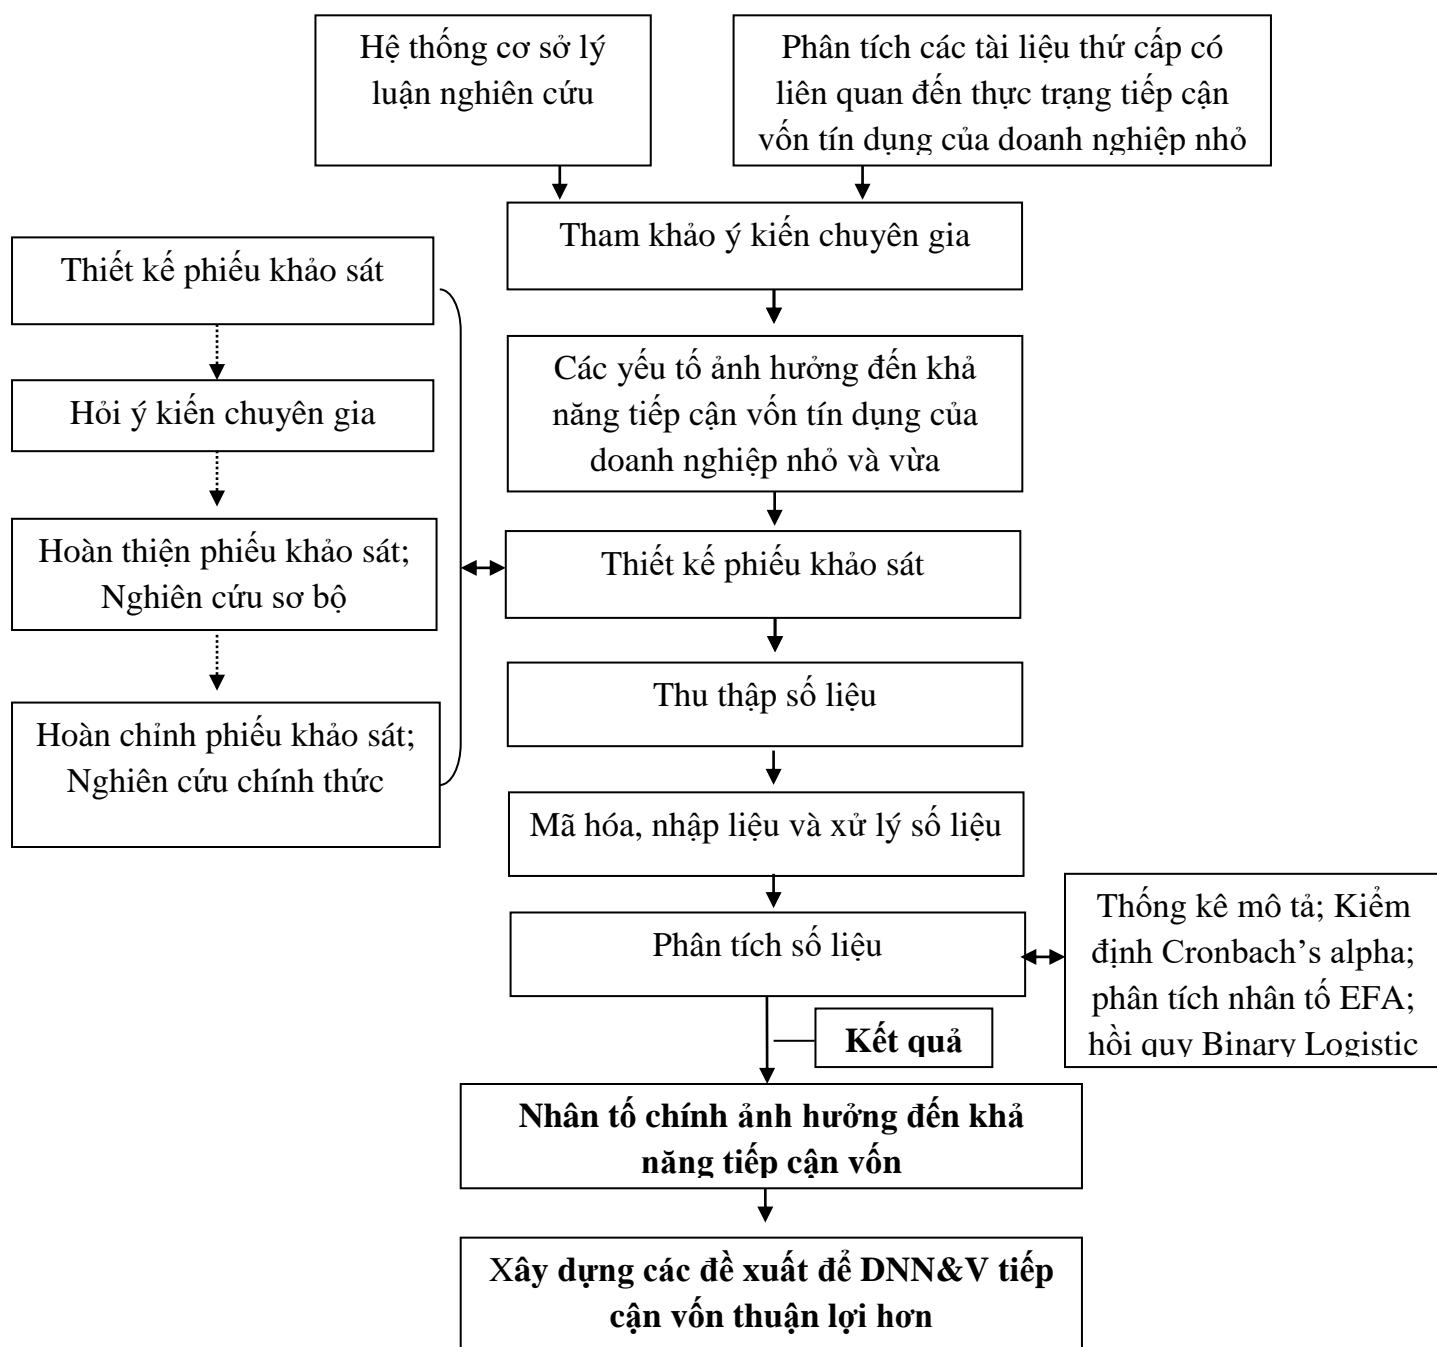 Hệ thống cơ sở lý
luận nghiên cứu
Phân tích các tài liệu thứ cấp có
liên quan đến thực trạng tiếp cận
vốn tín dụng của doanh nghiệp nhỏ
Tham khảo ý kiến chuyên gia
Thiết kế phiếu khảo sát
Hỏi ý kiến chuyên gia
Hoàn thiện phiếu khảo sát;
Nghiên cứu sơ bộ
Hoàn chỉnh phiếu khảo sát;
Nghiên cứu chính thức
Các yếu tố ảnh hưởng đến khả
năng tiếp cận vốn tín dụng của
doanh nghiệp nhỏ và vừa
Thiết kế phiếu khảo sát
Thu thập số liệu
Mã hóa, nhập liệu và xử lý số liệu
Phân tích số liệu
Thống kê mô tả; Kiểm
định Cronbach’s alpha;
phân tích nhân tố EFA;
hồi quy Binary Logistic
Kết quả
Nhân tố chính ảnh hưởng đến khả
năng tiếp cận vốn
Xây dựng các đề xuất để DNN&V tiếp
cận vốn thuận lợi hơn